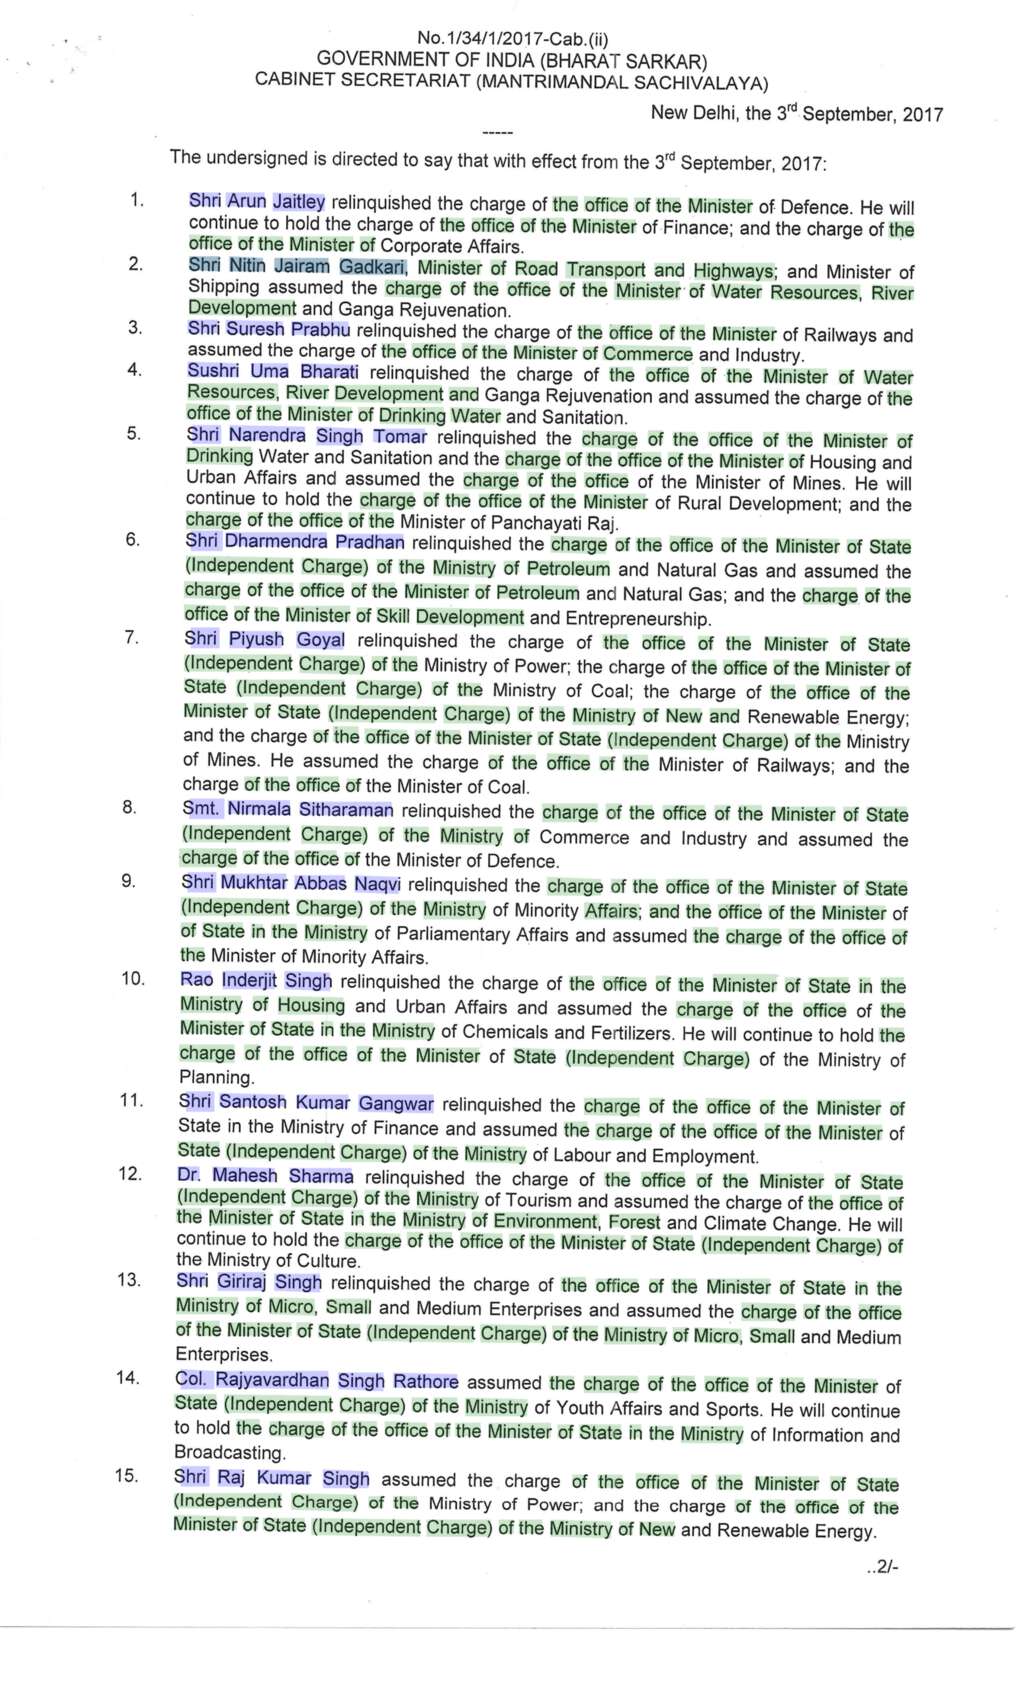 No.1/34/1/2017-Cab.(ii)
GOVERNMENT OF INDIA (BHARAT SARKAR)
CABINET SECRETARIAT (MANTRIMANDAL SACHIVALAYA)
New Delhi, the 3rd September, 2017
-----
The undersigned is directed to say that with effect from the 3rd September, 2017:
1. Shri Arun Jaitley relinquished the charge of the office of the Minister of Defence. He will
continue to hold the charge of the office of the Minister of Finance; and the charge of the
office of the Minister of Corporate Affairs.
2. Shri Nitin Jairam Gadkari, Minister of Road Transport and Highways; and Minister of
Shipping assumed the charge of the office of the Minister of Water Resources, River
Development and Ganga Rejuvenation.
3. Shri Suresh Prabhu relinquished the charge of the office of the Minister of Railways and
assumed the charge of the office of the Minister of Commerce and Industry.
4. Sushri Uma Bharati relinquished the charge of the office of the Minister of Water
Resources, River Development and Ganga Rejuvenation and assumed the charge of the
office of the Minister of Drinking Water and Sanitation.
5. Shri Narendra Singh Tomar relinquished the charge of the office of the Minister of
Drinking Water and Sanitation and the charge of the office of the Minister of Housing and
Urban Affairs and assumed the charge of the office of the Minister of Mines. He will
continue to hold the charge of the office of the Minister of Rural Development; and the
charge of the office of the Minister of Panchayati Raj.
6. Shri Dharmendra Pradhan relinquished the charge of the office of the Minister of State
(Independent Charge) of the Ministry of Petroleum and Natural Gas and assumed the
charge of the office of the Minister of Petroleum and Natural Gas; and the charge of the
office of the Minister of Skill Development and Entrepreneurship.
7. Shri Piyush Goyal relinquished the charge of the office of the Minister of State
(Independent Charge) of the Ministry of Power; the charge of the office of the Minister of
State (Independent Charge) of the Ministry of Coal; the charge of the office of the
Minister of State (Independent Charge) of the Ministry of New and Renewable Energy;
and the charge of the office of the Minister of State (Independent Charge) of the Ministry
of Mines. He assumed the charge of the office of the Minister of Railways; and the
charge of the office of the Minister of Coal.
8. Smt. Nirmala Sitharaman relinquished the charge of the office of the Minister of State
(Independent Charge) of the Ministry of Commerce and Industry and assumed the
charge of the office of the Minister of Defence.
9. Shri Mukhtar Abbas Naqvi relinquished the charge of the office of the Minister of State
(Independent Charge) of the Ministry of Minority Affairs; and the office of the Minister of
of State in the Ministry of Parliamentary Affairs and assumed the charge of the office of
the Minister of Minority Affairs.
10. Rao Inderjit Singh relinquished the charge of the office of the Minister of State in the
Ministry of Housing and Urban Affairs and assumed the charge of the office of the
Minister of State in the Ministry of Chemicals and Fertilizers. He will continue to hold the
charge of the office of the Minister of State (Independent Charge) of the Ministry of
Planning.
11. Shri Santosh Kumar Gangwar relinquished the charge of the office of the Minister of
State in the Ministry of Finance and assumed the charge of the office of the Minister of
State (Independent Charge) of the Ministry of Labour and Employment.
12. Dr. Mahesh Sharma relinquished the charge of the office of the Minister of State
(Independent Charge) of the Ministry of Tourism and assumed the charge of the office of
the Minister of State in the Ministry of Environment, Forest and Climate Change. He will
continue to hold the charge of the office of the Minister of State (Independent Charge) of
the Ministry of Culture.
13. Shri Giriraj Singh relinquished the charge of the office of the Minister of State in the
Ministry of Micro, Small and Medium Enterprises and assumed the charge of the office
of the Minister of State (Independent Charge) of the Ministry of Micro, Small and Medium
Enterprises.
14. Col. Rajyavardhan Singh Rathore assumed the charge of the office of the Minister of
State (Independent Charge) of the Ministry of Youth Affairs and Sports. He will continue
to hold the charge of the office of the Minister of State in the Ministry of Information and
Broadcasting.
15. Shri Raj Kumar Singh assumed the charge of the office of the Minister of State
(Independent Charge) of the Ministry of Power; and the charge of the office of the
Minister of State (Independent Charge) of the Ministry of New and Renewable Energy.
..2/-